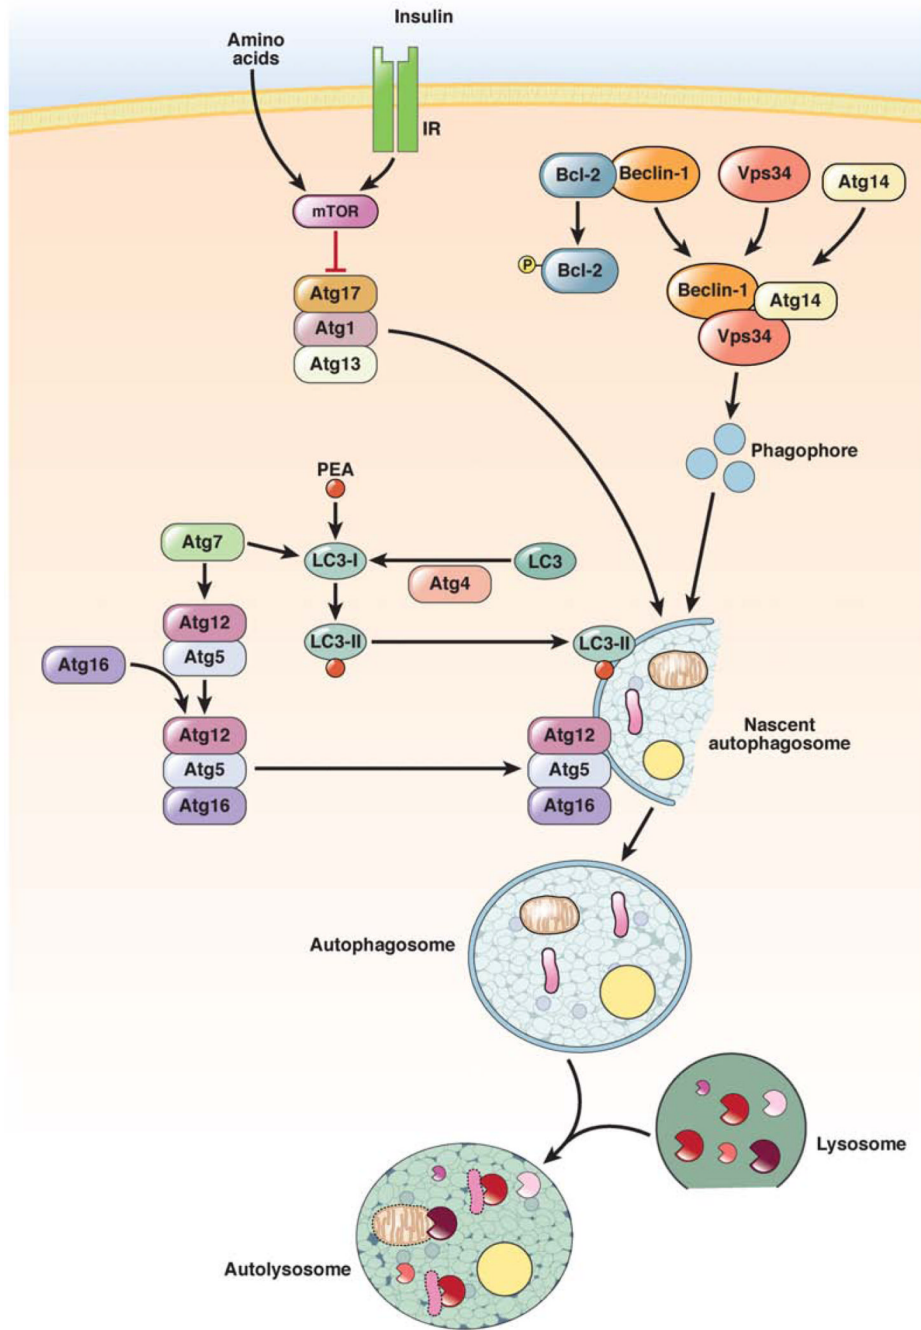 Insulin
Amino
acids
IR
mTOR
Bcl-2
Beclin-1
Vps34
Atg14
P
Bcl-2
Beclin-1
Atg14
Vps34
Atg17
Atg1
Atg13
Phagophore
PEA
Atg7
LC3-I
LC3
Atg4
Atg12
Atg5
LC3-II
LC3-II
Atg16
Atg12
Atg5
Atg16
Atg12
Atg5
Atg16
Nascent
autophagosome
Autophagosome
Lysosome
Autolysosome